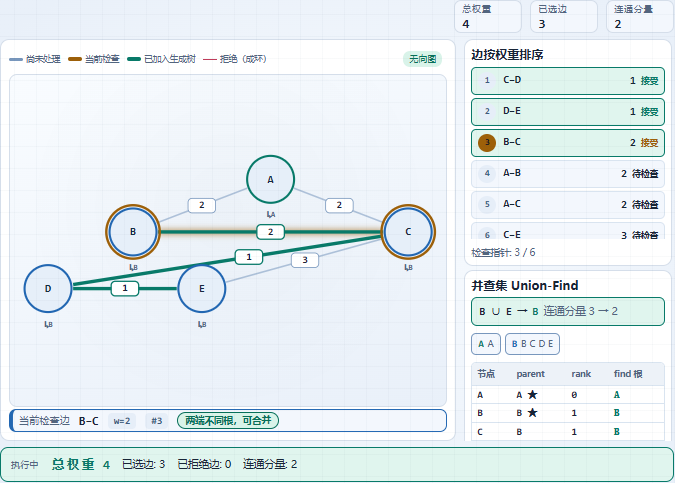 总权重
4
已选边
3
连通分量
2
尚未处理
当前检查
已加入生成树
拒绝（成环）
无向图
A
2
2
B
2
C
1
3
D
1
E
当前检查边 B–C w=2 #3 两端不同根，可合并
边按权重排序
1 C–D 1 接受
2 D–E 1 接受
3 B–C 2 接受
4 A–B 2 待检查
5 A–C 2 待检查
6 C–E 3 待检查
检查指针: 3 / 6
并查集 Union-Find
B ∪ E → B 连通分量 3 → 2
A A
B B C D E
节点 parent rank find 根
A A ★ 0 A
B B ★ 1 B
C B 1 B
执行中 总权重 4 已选边: 3 已拒绝边: 0 连通分量: 2